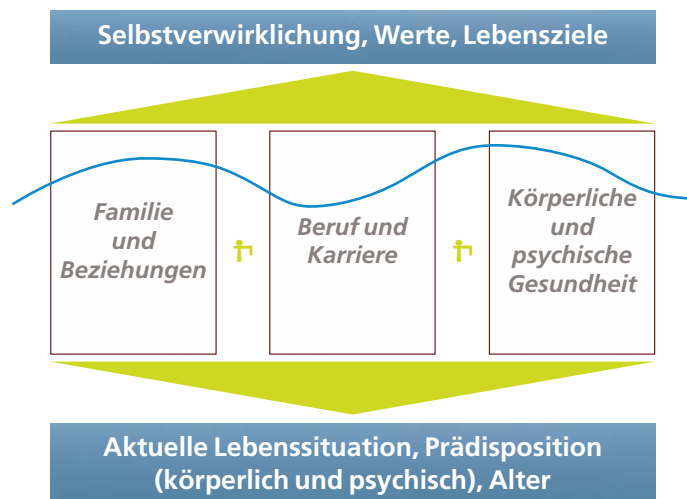 Selbstverwirklichung, Werte, Lebensziele
Familie
und
Beziehungen
Beruf und
Karriere
Körperliche
und
psychische
Gesundheit
Aktuelle Lebenssituation, Prädisposition
(körperlich und psychisch), Alter